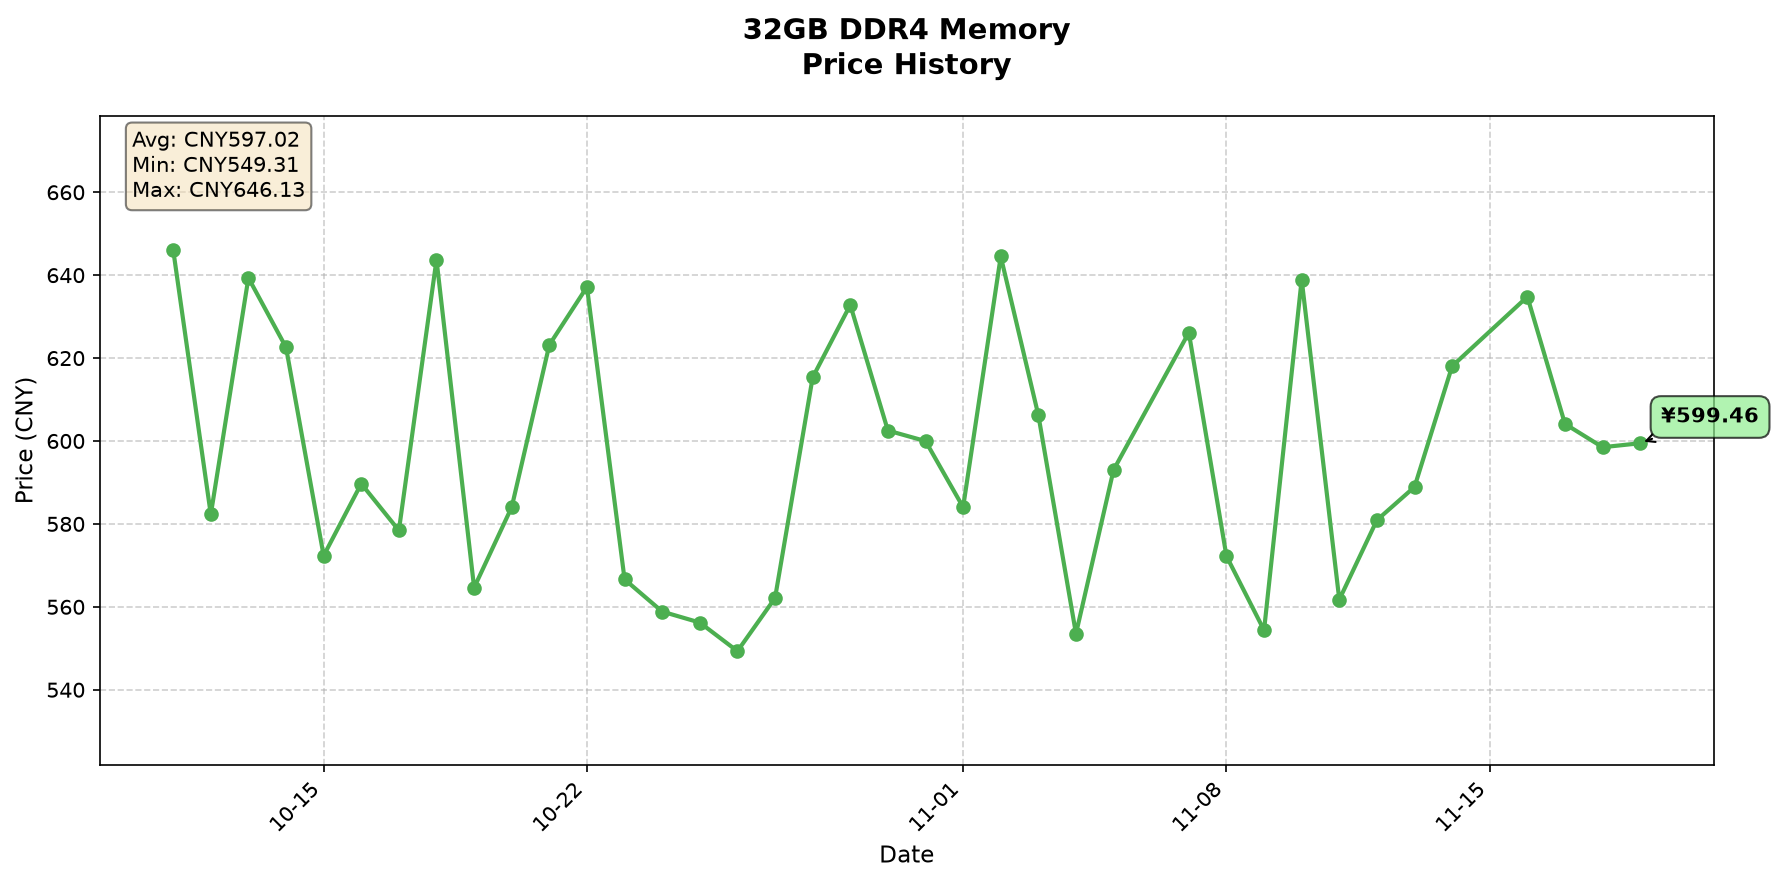 32GB DDR4 Memory
Price History
Avg: CNY597.02
Min: CNY549.31
Max: CNY646.13
660
640
620
600
580
560
540
Price (CNY)
¥599.46
10-15
10-22
11-01
11-08
11-15
Date